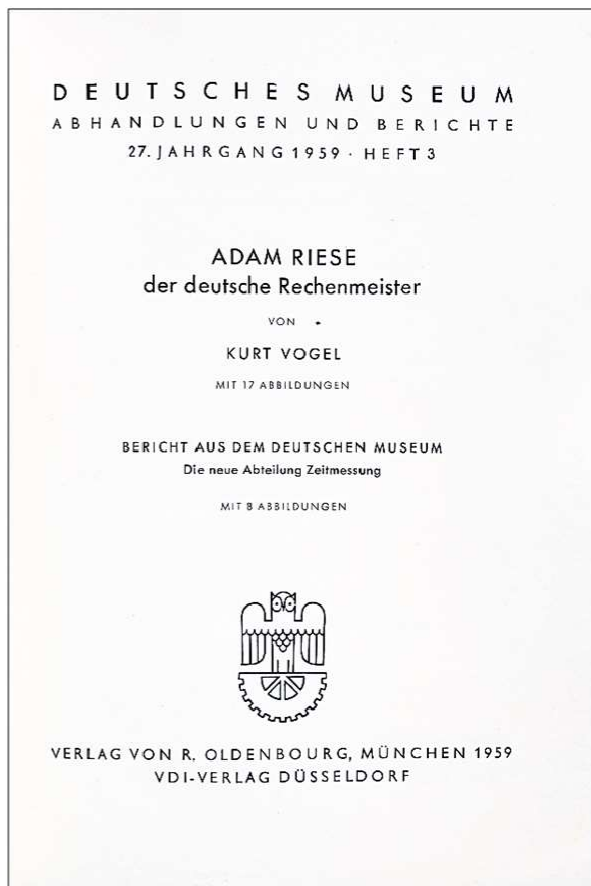 DEUTSCHES MUSEUM
ABHANDLUNGEN UND BERICHTE
27. JAHRGANG 1959 · HEFT 3
ADAM RIESE
der deutsche Rechenmeister
VON
KURT VOGEL
MIT 17 ABBILDUNGEN
BERICHT AUS DEM DEUTSCHEN MUSEUM
Die neue Abteilung Zeitmessung
MIT 8 ABBILDUNGEN
VERLAG VON R. OLDENBOURG, MÜNCHEN 1959
VDI-VERLAG DÜSSELDORF